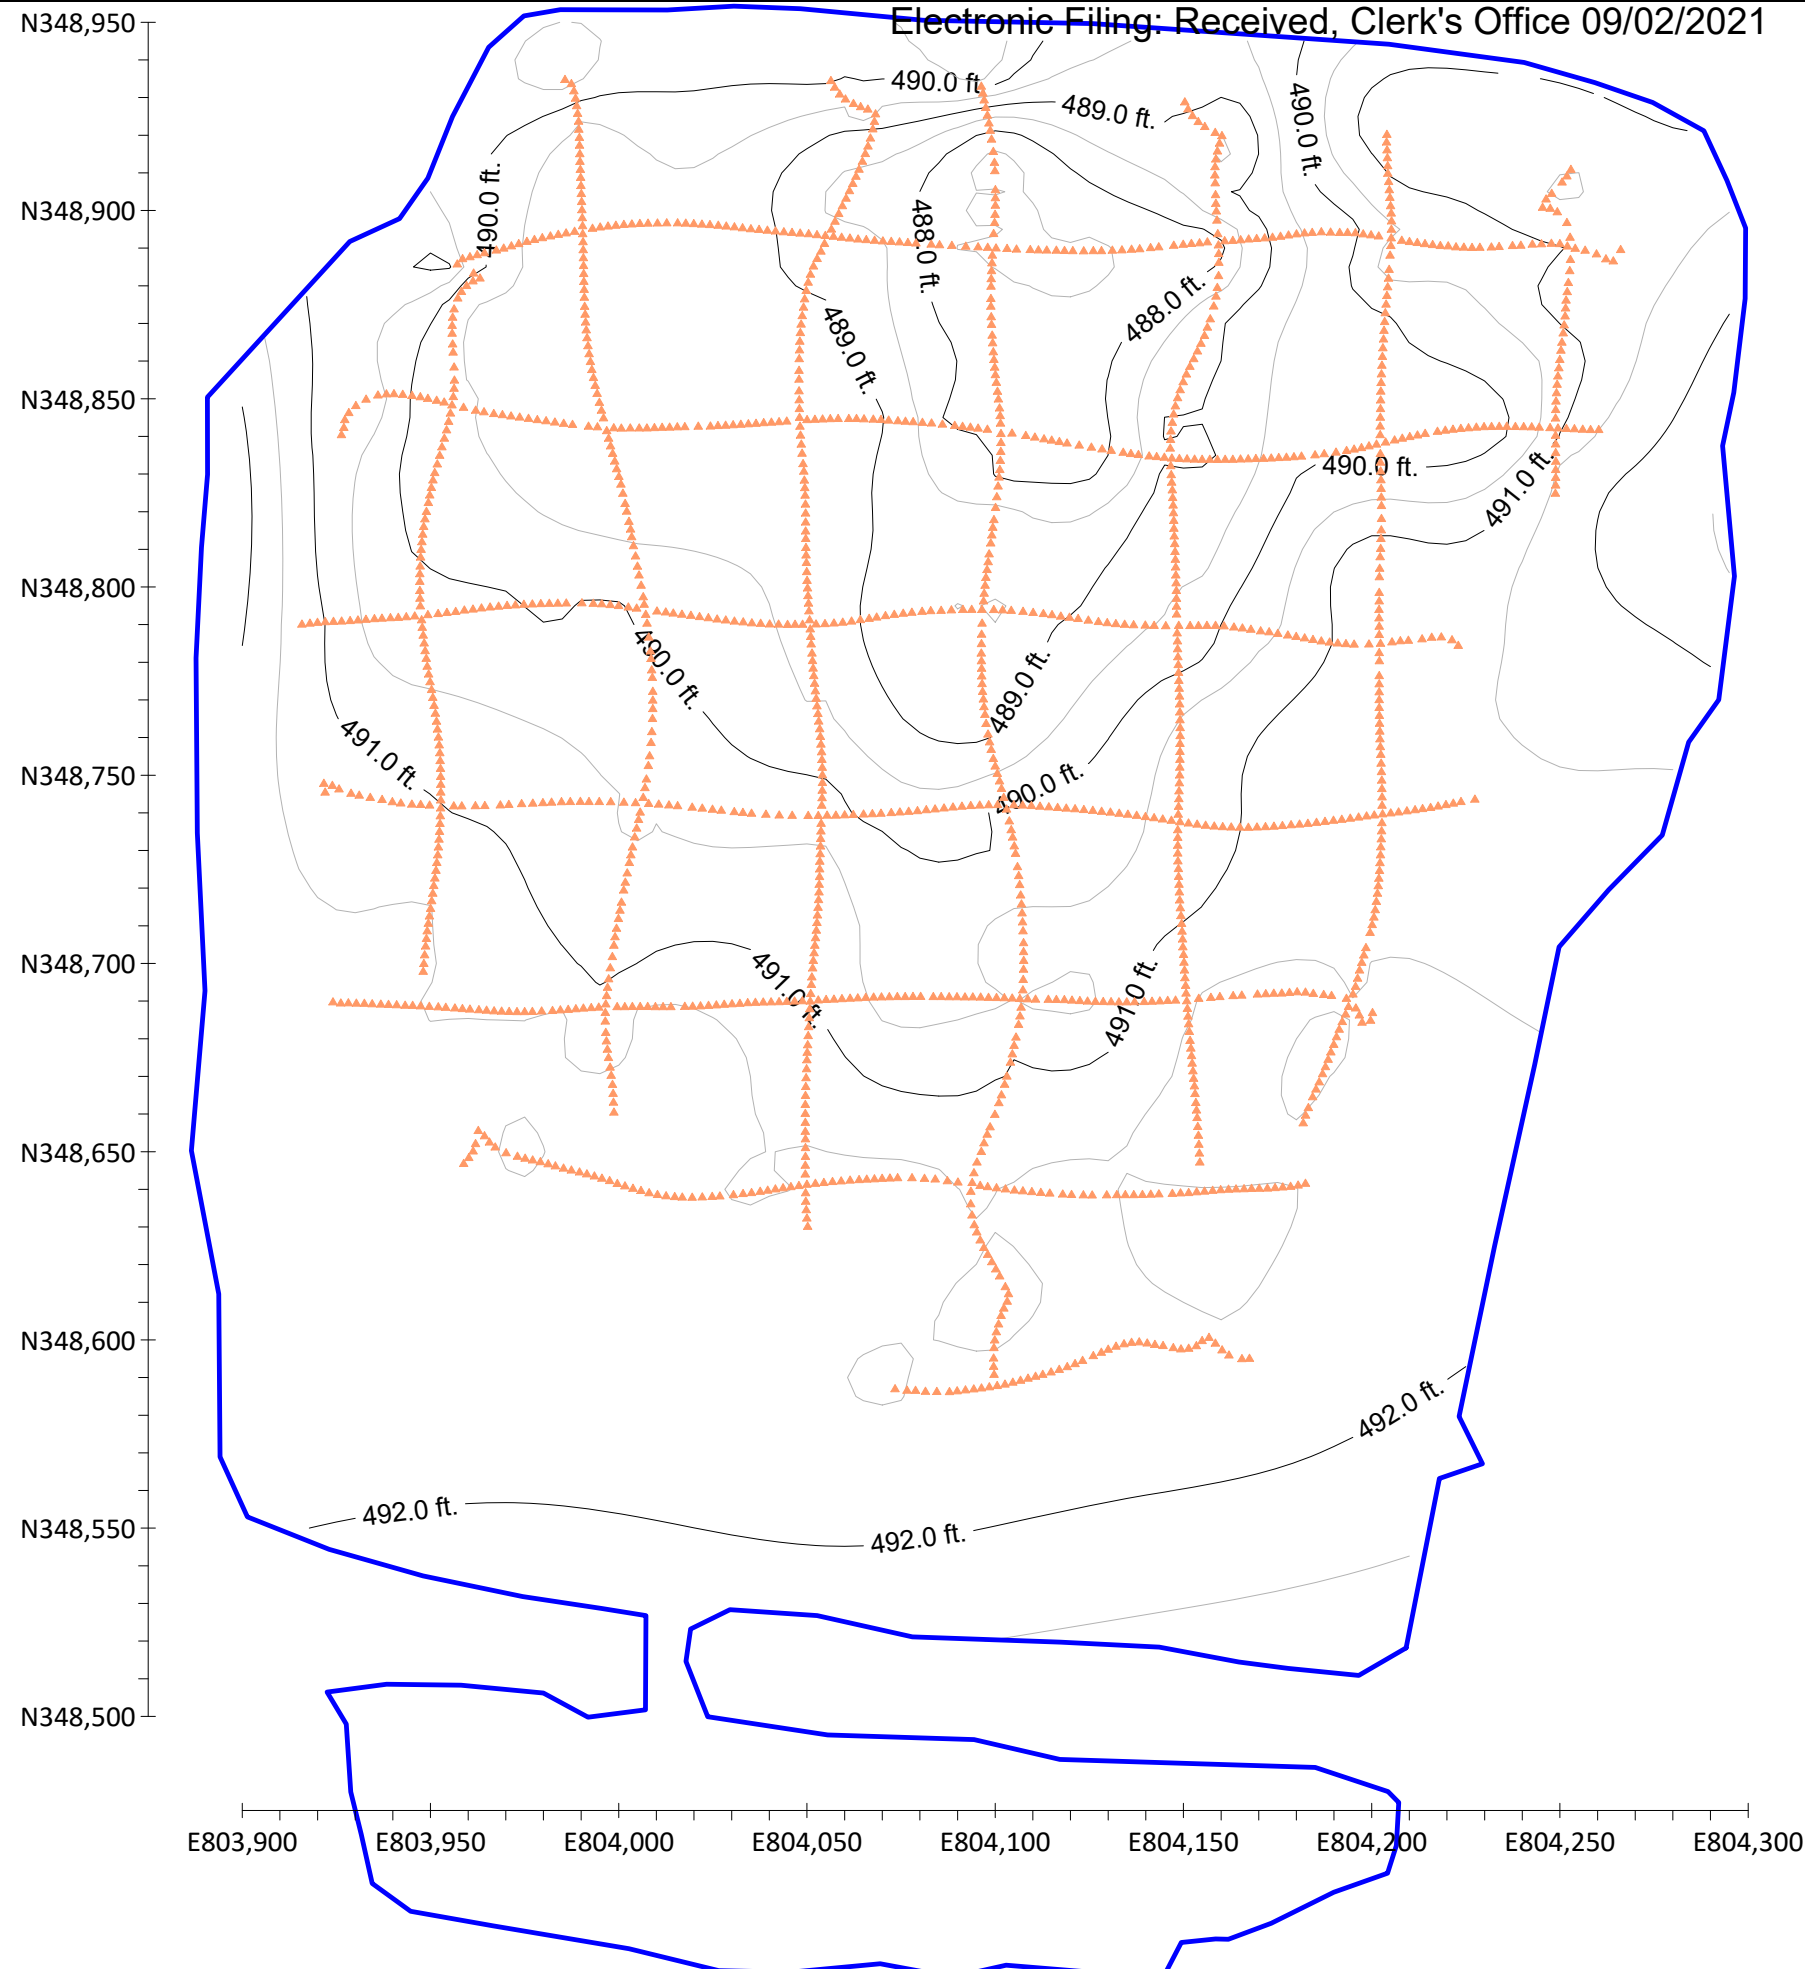 Electronic Filing: Received, Clerk's Office 09/02/2021
N348,950
490.0 ft.
489.0 ft.
490.0 ft.
490.0 ft.
N348,900
488.0 ft.
488.0 ft.
489.0 ft.
N348,850
490.0 ft.
491.0 ft.
N348,800
490.0 ft.
489.0 ft.
491.0 ft.
N348,750
490.0 ft.
N348,700
491.0 ft.
491.0 ft.
N348,650
N348,600
492.0 ft.
N348,550
492.0 ft.
492.0 ft.
N348,500
E803,900 E803,950 E804,000 E804,050 E804,100 E804,150 E804,200 E804,250 E804,300